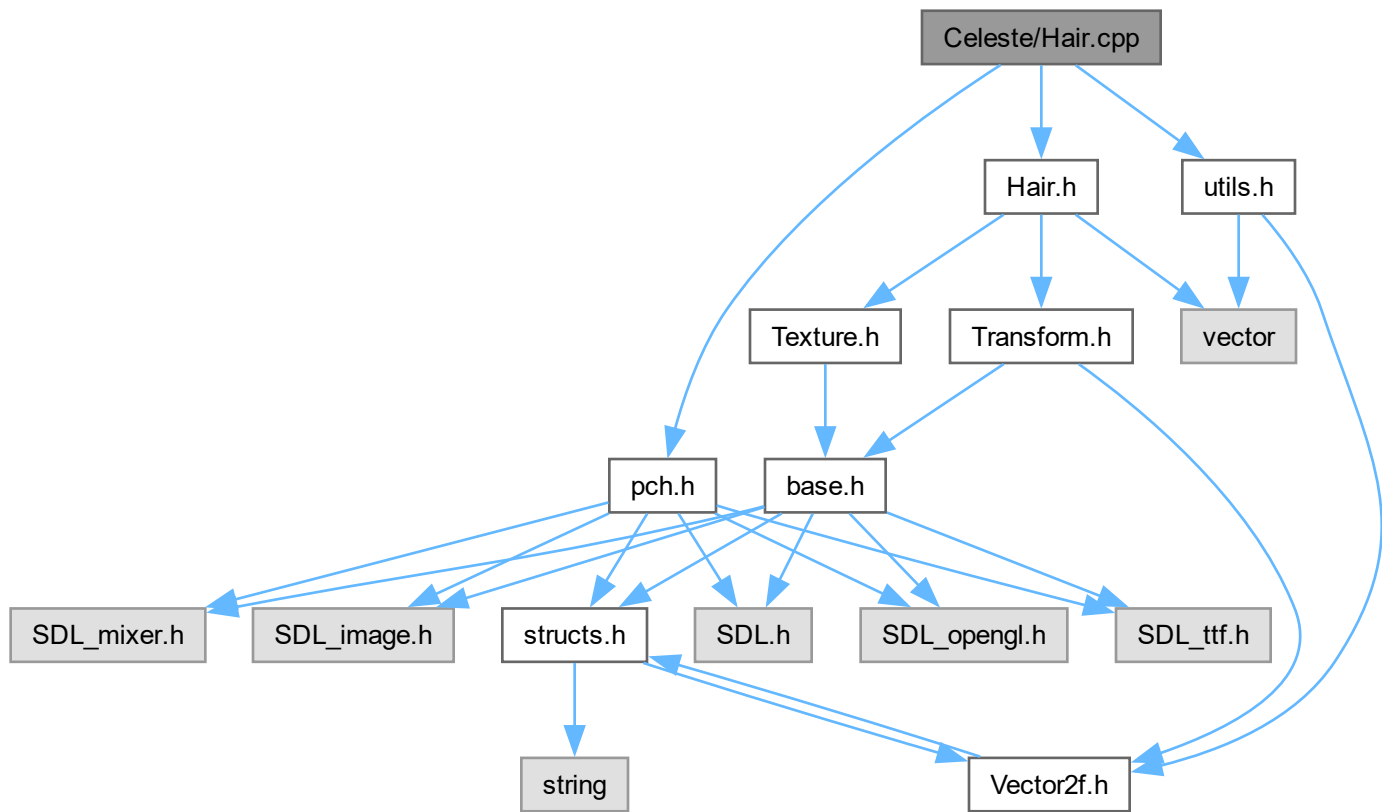 Celeste/Hair.cpp
Hair.h
utils.h
Texture.h
Transform.h
vector
pch.h
base.h
SDL_mixer.h
SDL_image.h
structs.h
SDL.h
SDL_opengl.h
SDL_ttf.h
string
Vector2f.h